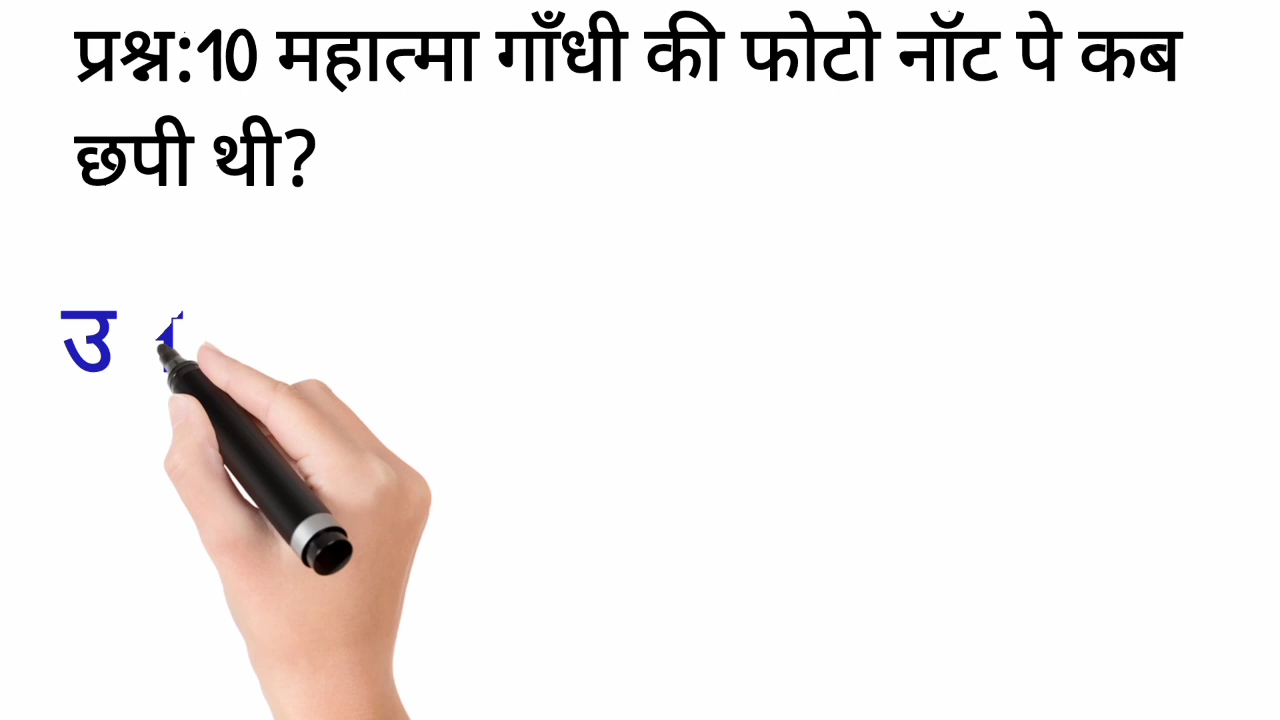 प्रश्न:10 महात्मा गाँधी की फोटो नॉट पे कब
छपी थी?
उ